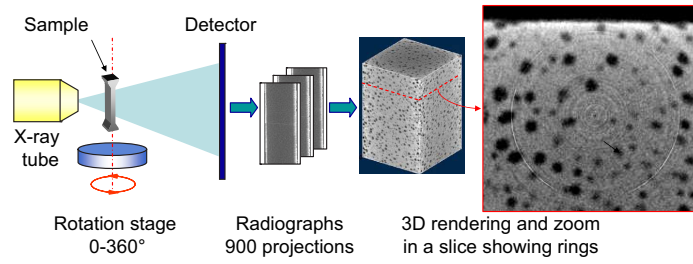 Sample
Detector
X-ray
tube
Rotation stage
0-360°
Radiographs
900 projections
3D rendering and zoom
in a slice showing rings